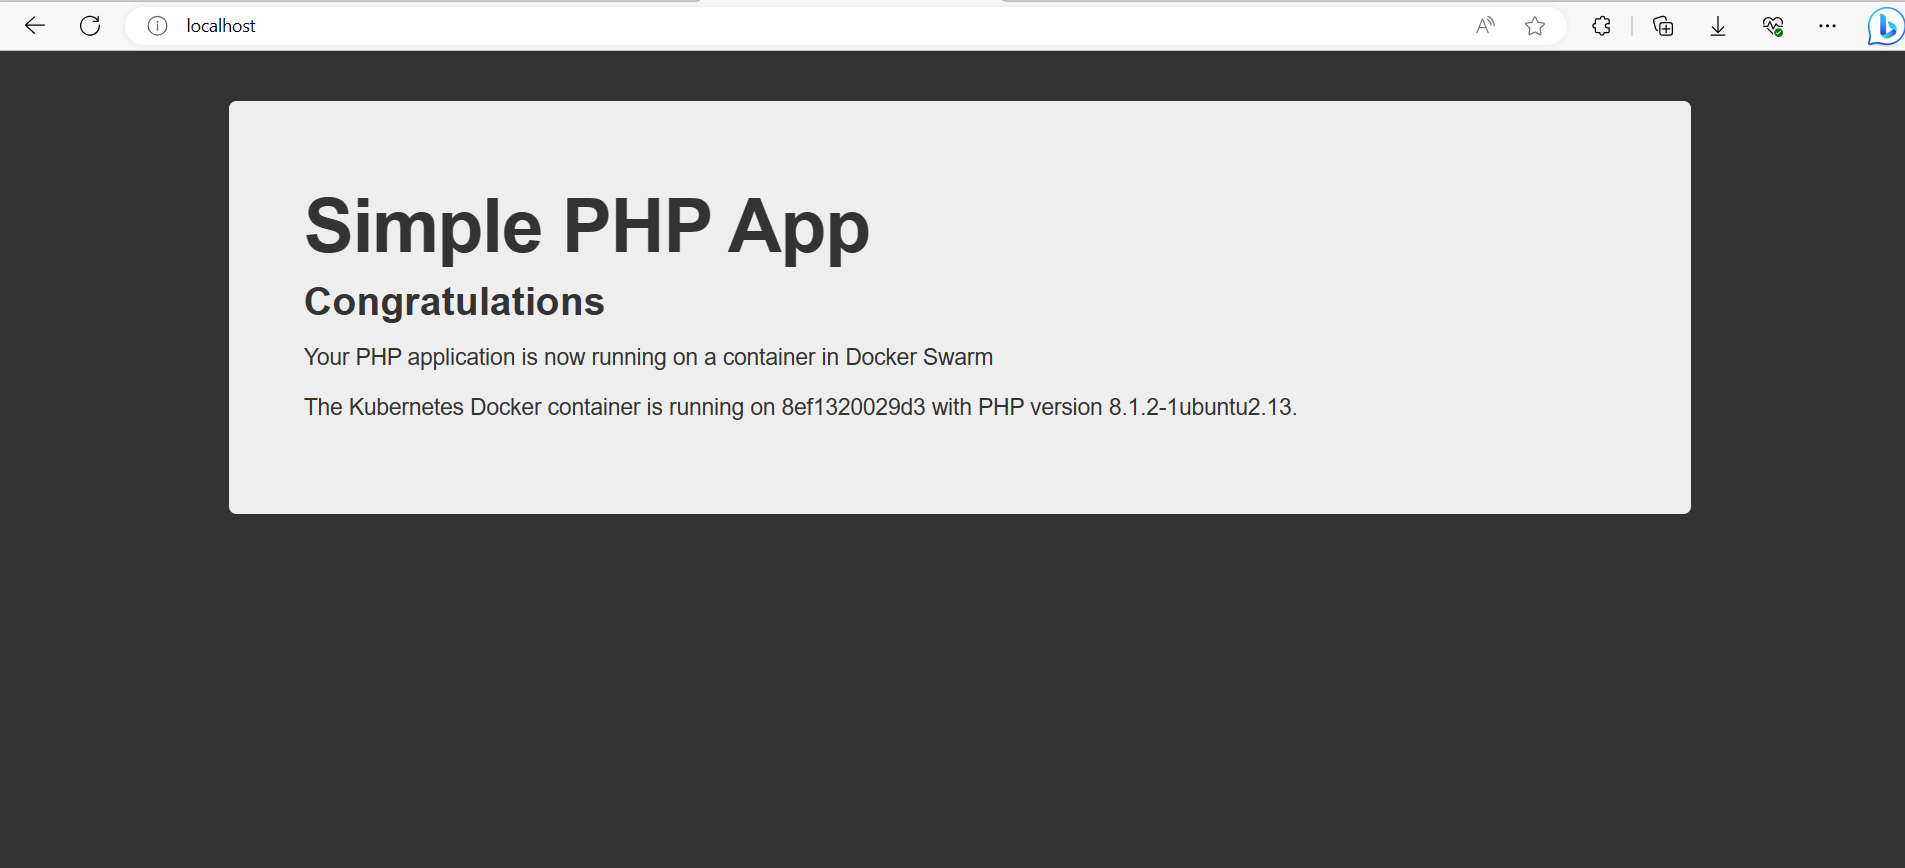 localhost
Simple PHP App
Congratulations
Your PHP application is now running on a container in Docker Swarm
The Kubernetes Docker container is running on 8ef1320029d3 with PHP version 8.1.2-1ubuntu2.13.